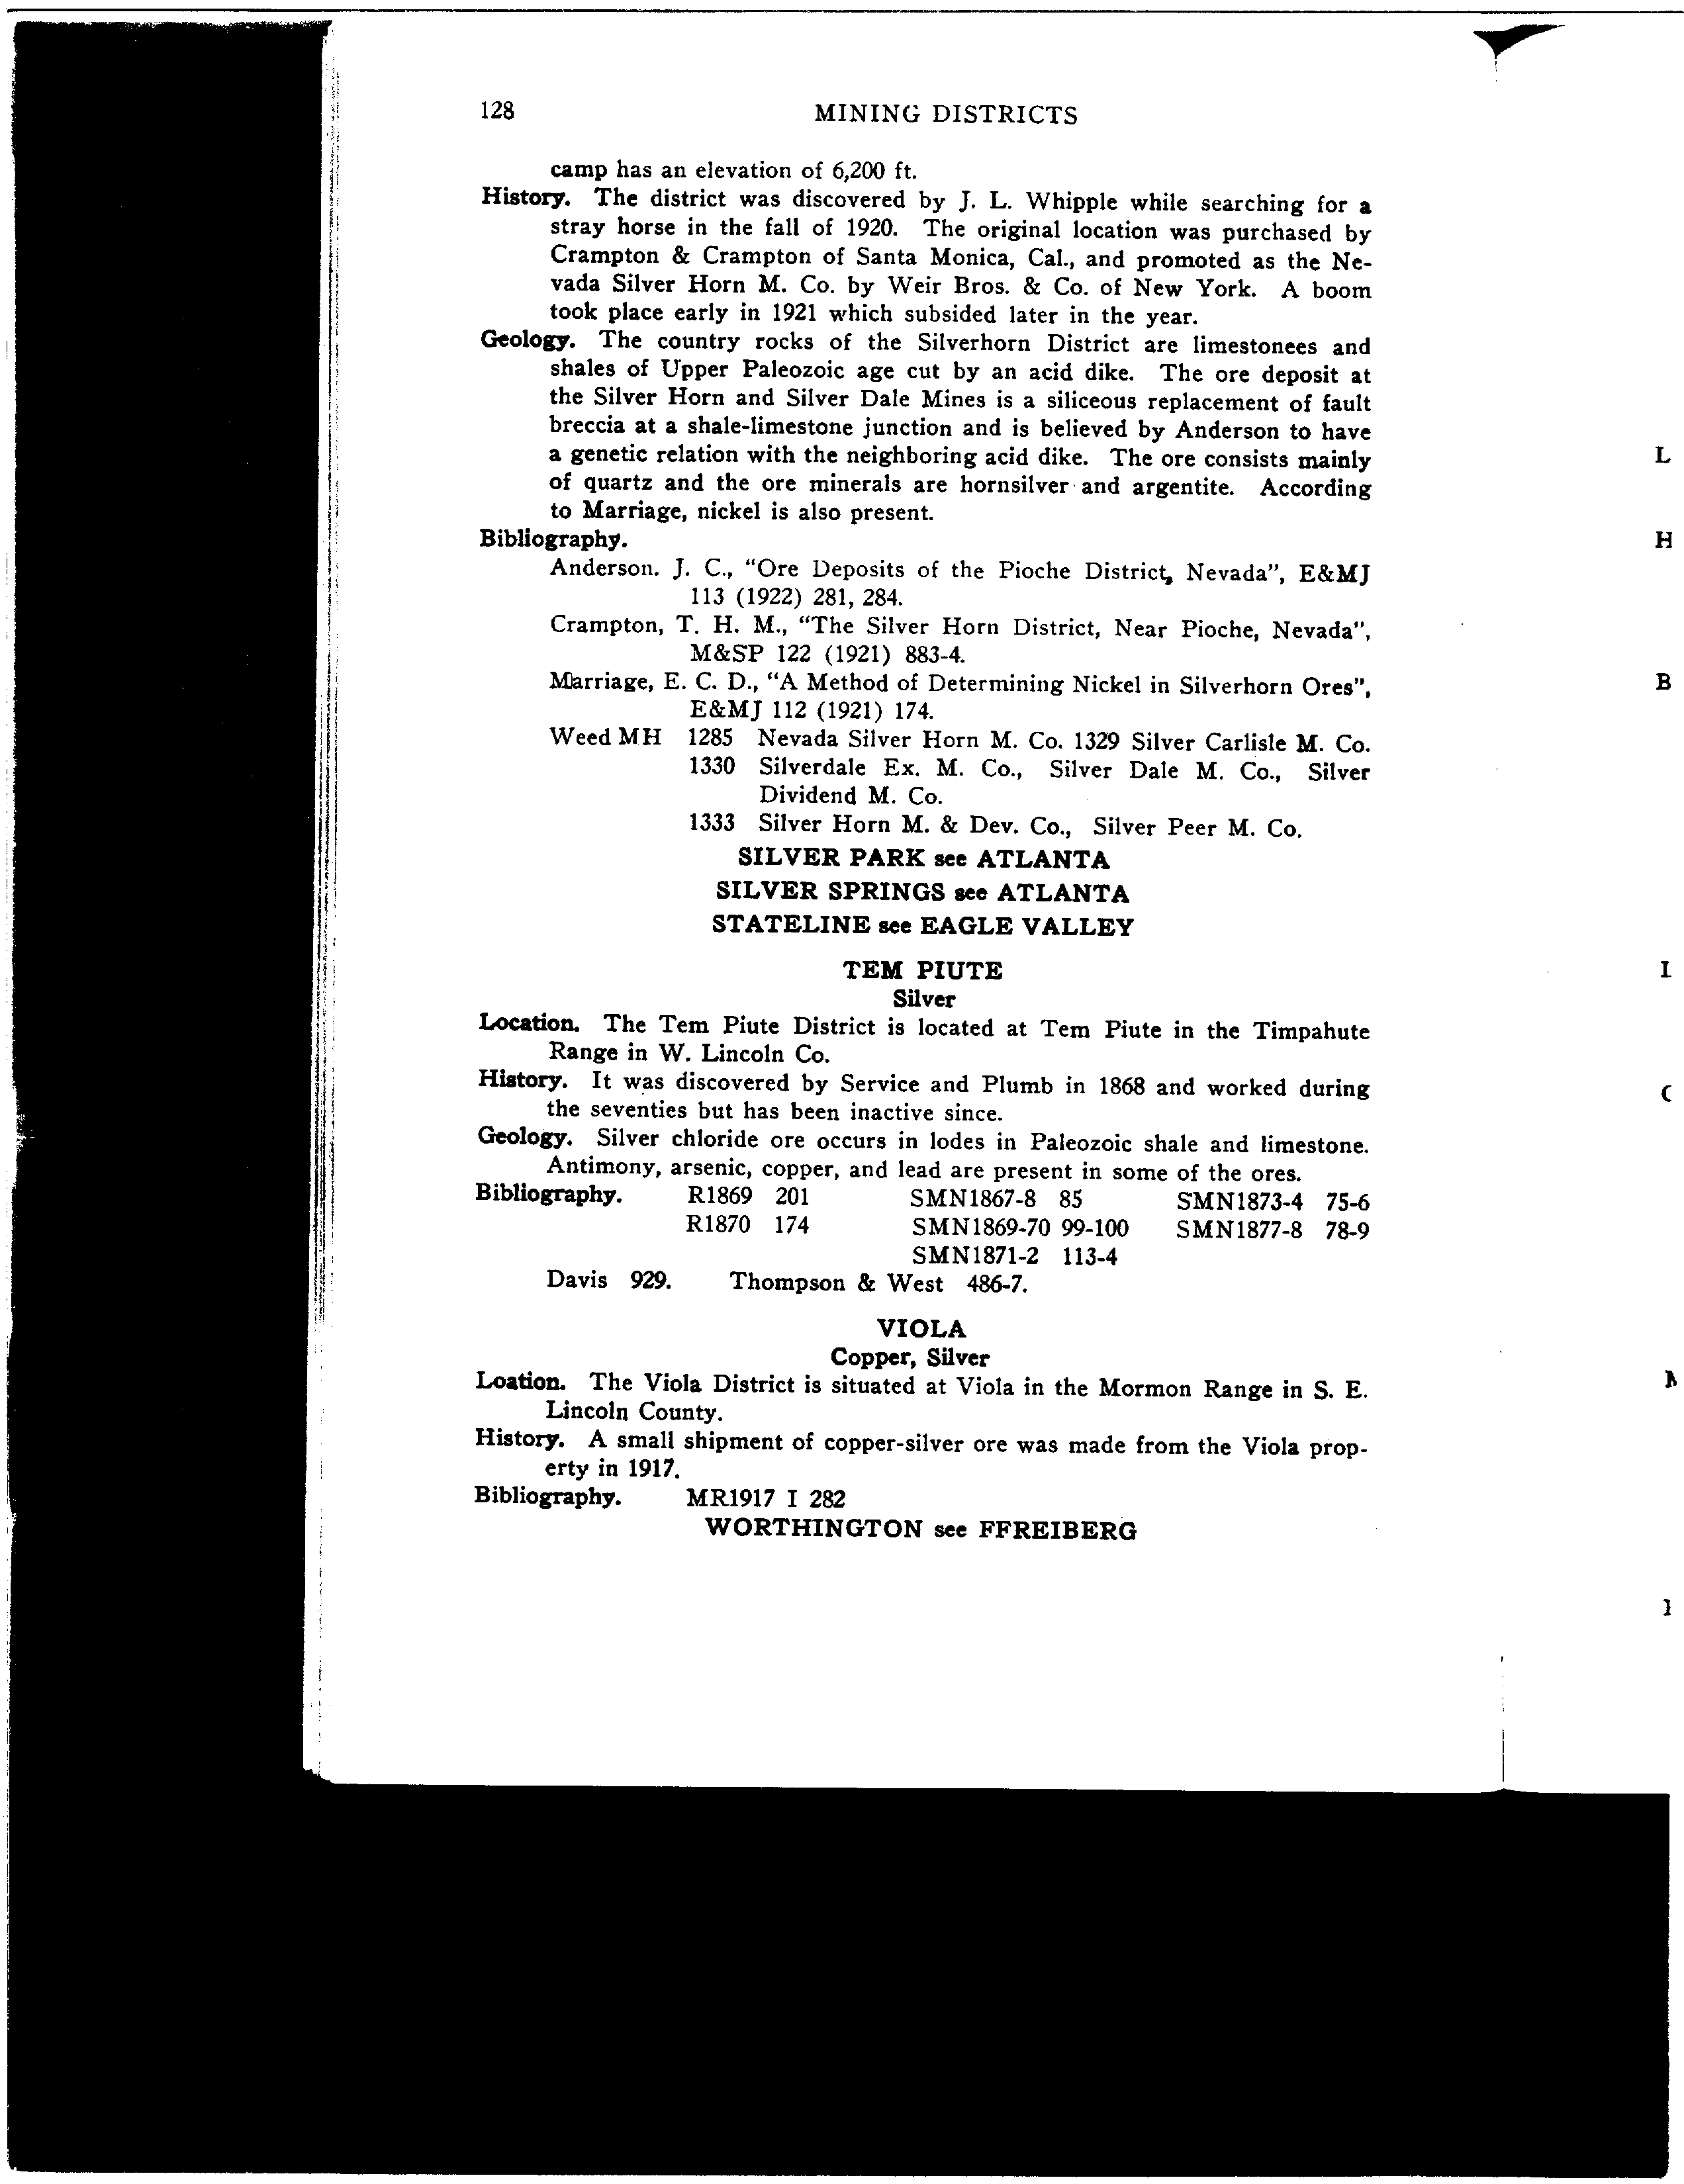 128 MINING DISTRICTS
camp has an elevation of 6,200 ft.
History. The district was discovered by J. L. Whipple while searching for a
stray horse in the fall of 1920. The original location was purchased by
Crampton & Crampton of Santa Monica, Cal., and promoted as the Ne-
vada Silver Horn M. Co. by Weir Bros. & Co. of New York. A boom
took place early in 1921 which subsided later in the year.
Geology. The country rocks of the Silverhorn District are limestonees and
shales of Upper Paleozoic age cut by an acid dike. The ore deposit at
the Silver Horn and Silver Dale Mines is a siliceous replacement of fault
breccia at a shale-limestone junction and is believed by Anderson to have
a genetic relation with the neighboring acid dike. The ore consists mainly
of quartz and the ore minerals are hornsilver and argentite. According
to Marriage, nickel is also present.
Bibliography.
Anderson. J. C., "Ore Deposits of the Pioche District, Nevada", E&MJ
113 (1922) 281, 284.
Crampton, T. H. M., "The Silver Horn District, Near Pioche, Nevada",
M&SP 122 (1921) 883-4.
Marriage, E. C. D., "A Method of Determining Nickel in Silverhorn Ores",
E&MJ 112 (1921) 174.
Weed MH 1285 Nevada Silver Horn M. Co. 1329 Silver Carlisle M. Co.
1330 Silverdale Ex. M. Co., Silver Dale M. Co., Silver
Dividend M. Co.
1333 Silver Horn M. & Dev. Co., Silver Peer M. Co.
SILVER PARK see ATLANTA
SILVER SPRINGS see ATLANTA
STATELINE see EAGLE VALLEY
TEM PIUTE
Silver
Location. The Tem Piute District is located at Tem Piute in the Timpahute
Range in W. Lincoln Co.
History. It was discovered by Service and Plumb in 1868 and worked during
the seventies but has been inactive since.
Geology. Silver chloride ore occurs in lodes in Paleozoic shale and limestone.
Antimony, arsenic, copper, and lead are present in some of the ores.
Bibliography. R1869 201 SMN1867-8 85 SMN1873-4 75-6
R1870 174 SMN1869-70 99-100 SMN1877-8 78-9
SMN1871-2 113-4
Davis 929. Thompson & West 486-7.
VIOLA
Copper, Silver
Loation. The Viola District is situated at Viola in the Mormon Range in S. E.
Lincoln County.
History. A small shipment of copper-silver ore was made from the Viola prop-
erty in 1917.
Bibliography. MR1917 I 282
WORTHINGTON see FFREIBERG
L
H
B
I